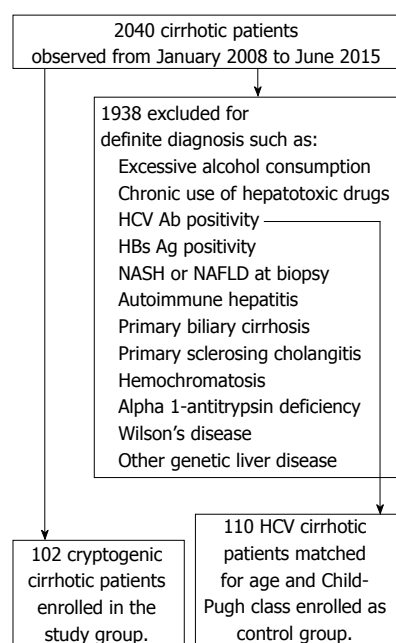 2040 cirrhotic patients
observed from January 2008 to June 2015
1938 excluded for
definite diagnosis such as:
Excessive alcohol consumption
Chronic use of hepatotoxic drugs
HCV Ab positivity
HBs Ag positivity
NASH or NAFLD at biopsy
Autoimmune hepatitis
Primary biliary cirrhosis
Primary sclerosing cholangitis
Hemochromatosis
Alpha 1-antitrypsin deficiency
Wilson's disease
Other genetic liver disease
102 cryptogenic
cirrhotic patients
enrolled in the
study group.
110 HCV cirrhotic
patients matched
for age and Child-
Pugh class enrolled as
control group.